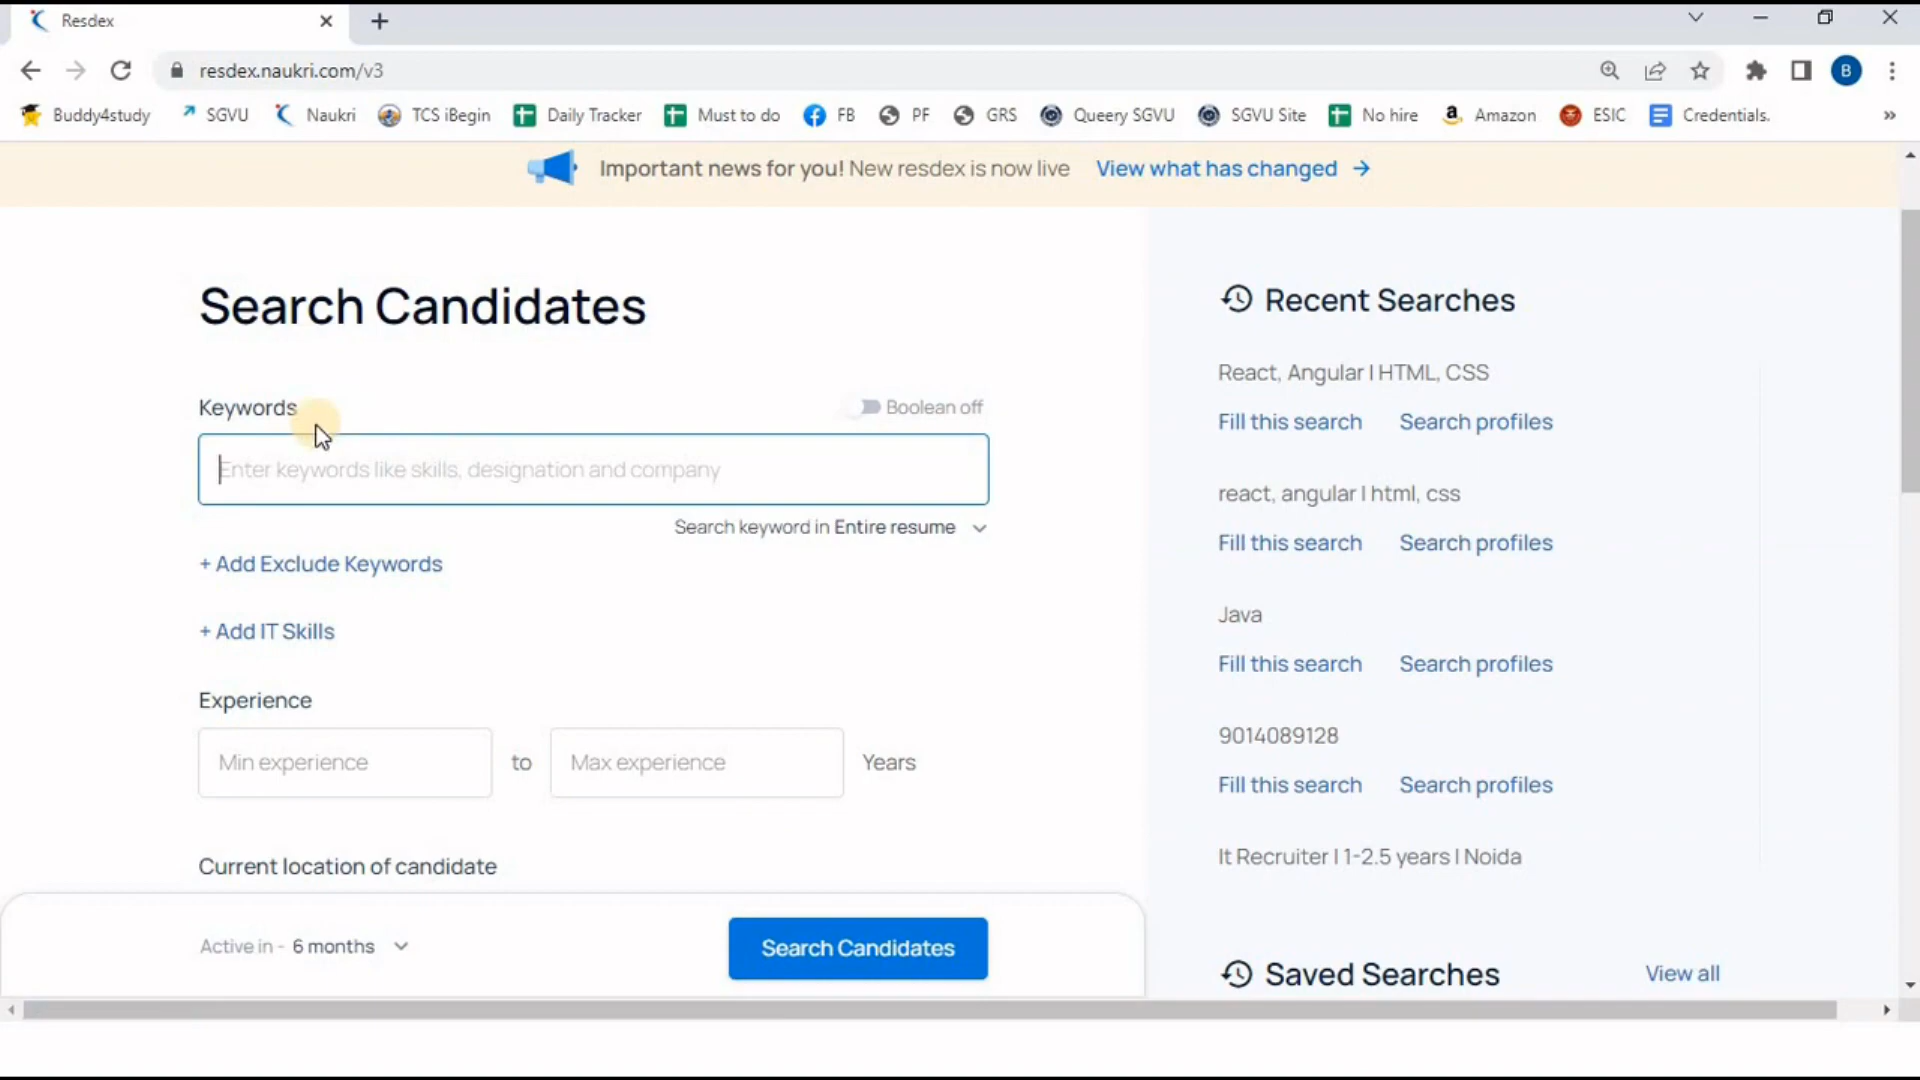 Resdex
resdex.naukri.com/v3
B
Buddy4study
SGVU
Naukri
TCS iBegin
Daily Tracker
Must to do
FB
PF
GRS
Queery SGVU
SGVU Site
No hire
Amazon
ESIC
Credentials.
Important news for you! New resdex is now live View what has changed →
Search Candidates
Keywords
Boolean off
Enter keywords like skills, designation and company
Search keyword in Entire resume
+ Add Exclude Keywords
+ Add IT Skills
Experience
Min experience to Max experience Years
Current location of candidate
Active in - 6 months
Search Candidates
Recent Searches
React, Angular | HTML, CSS
Fill this search Search profiles
react, angular | html, css
Fill this search Search profiles
Java
Fill this search Search profiles
9014089128
Fill this search Search profiles
It Recruiter | 1-2.5 years | Noida
Saved Searches View all